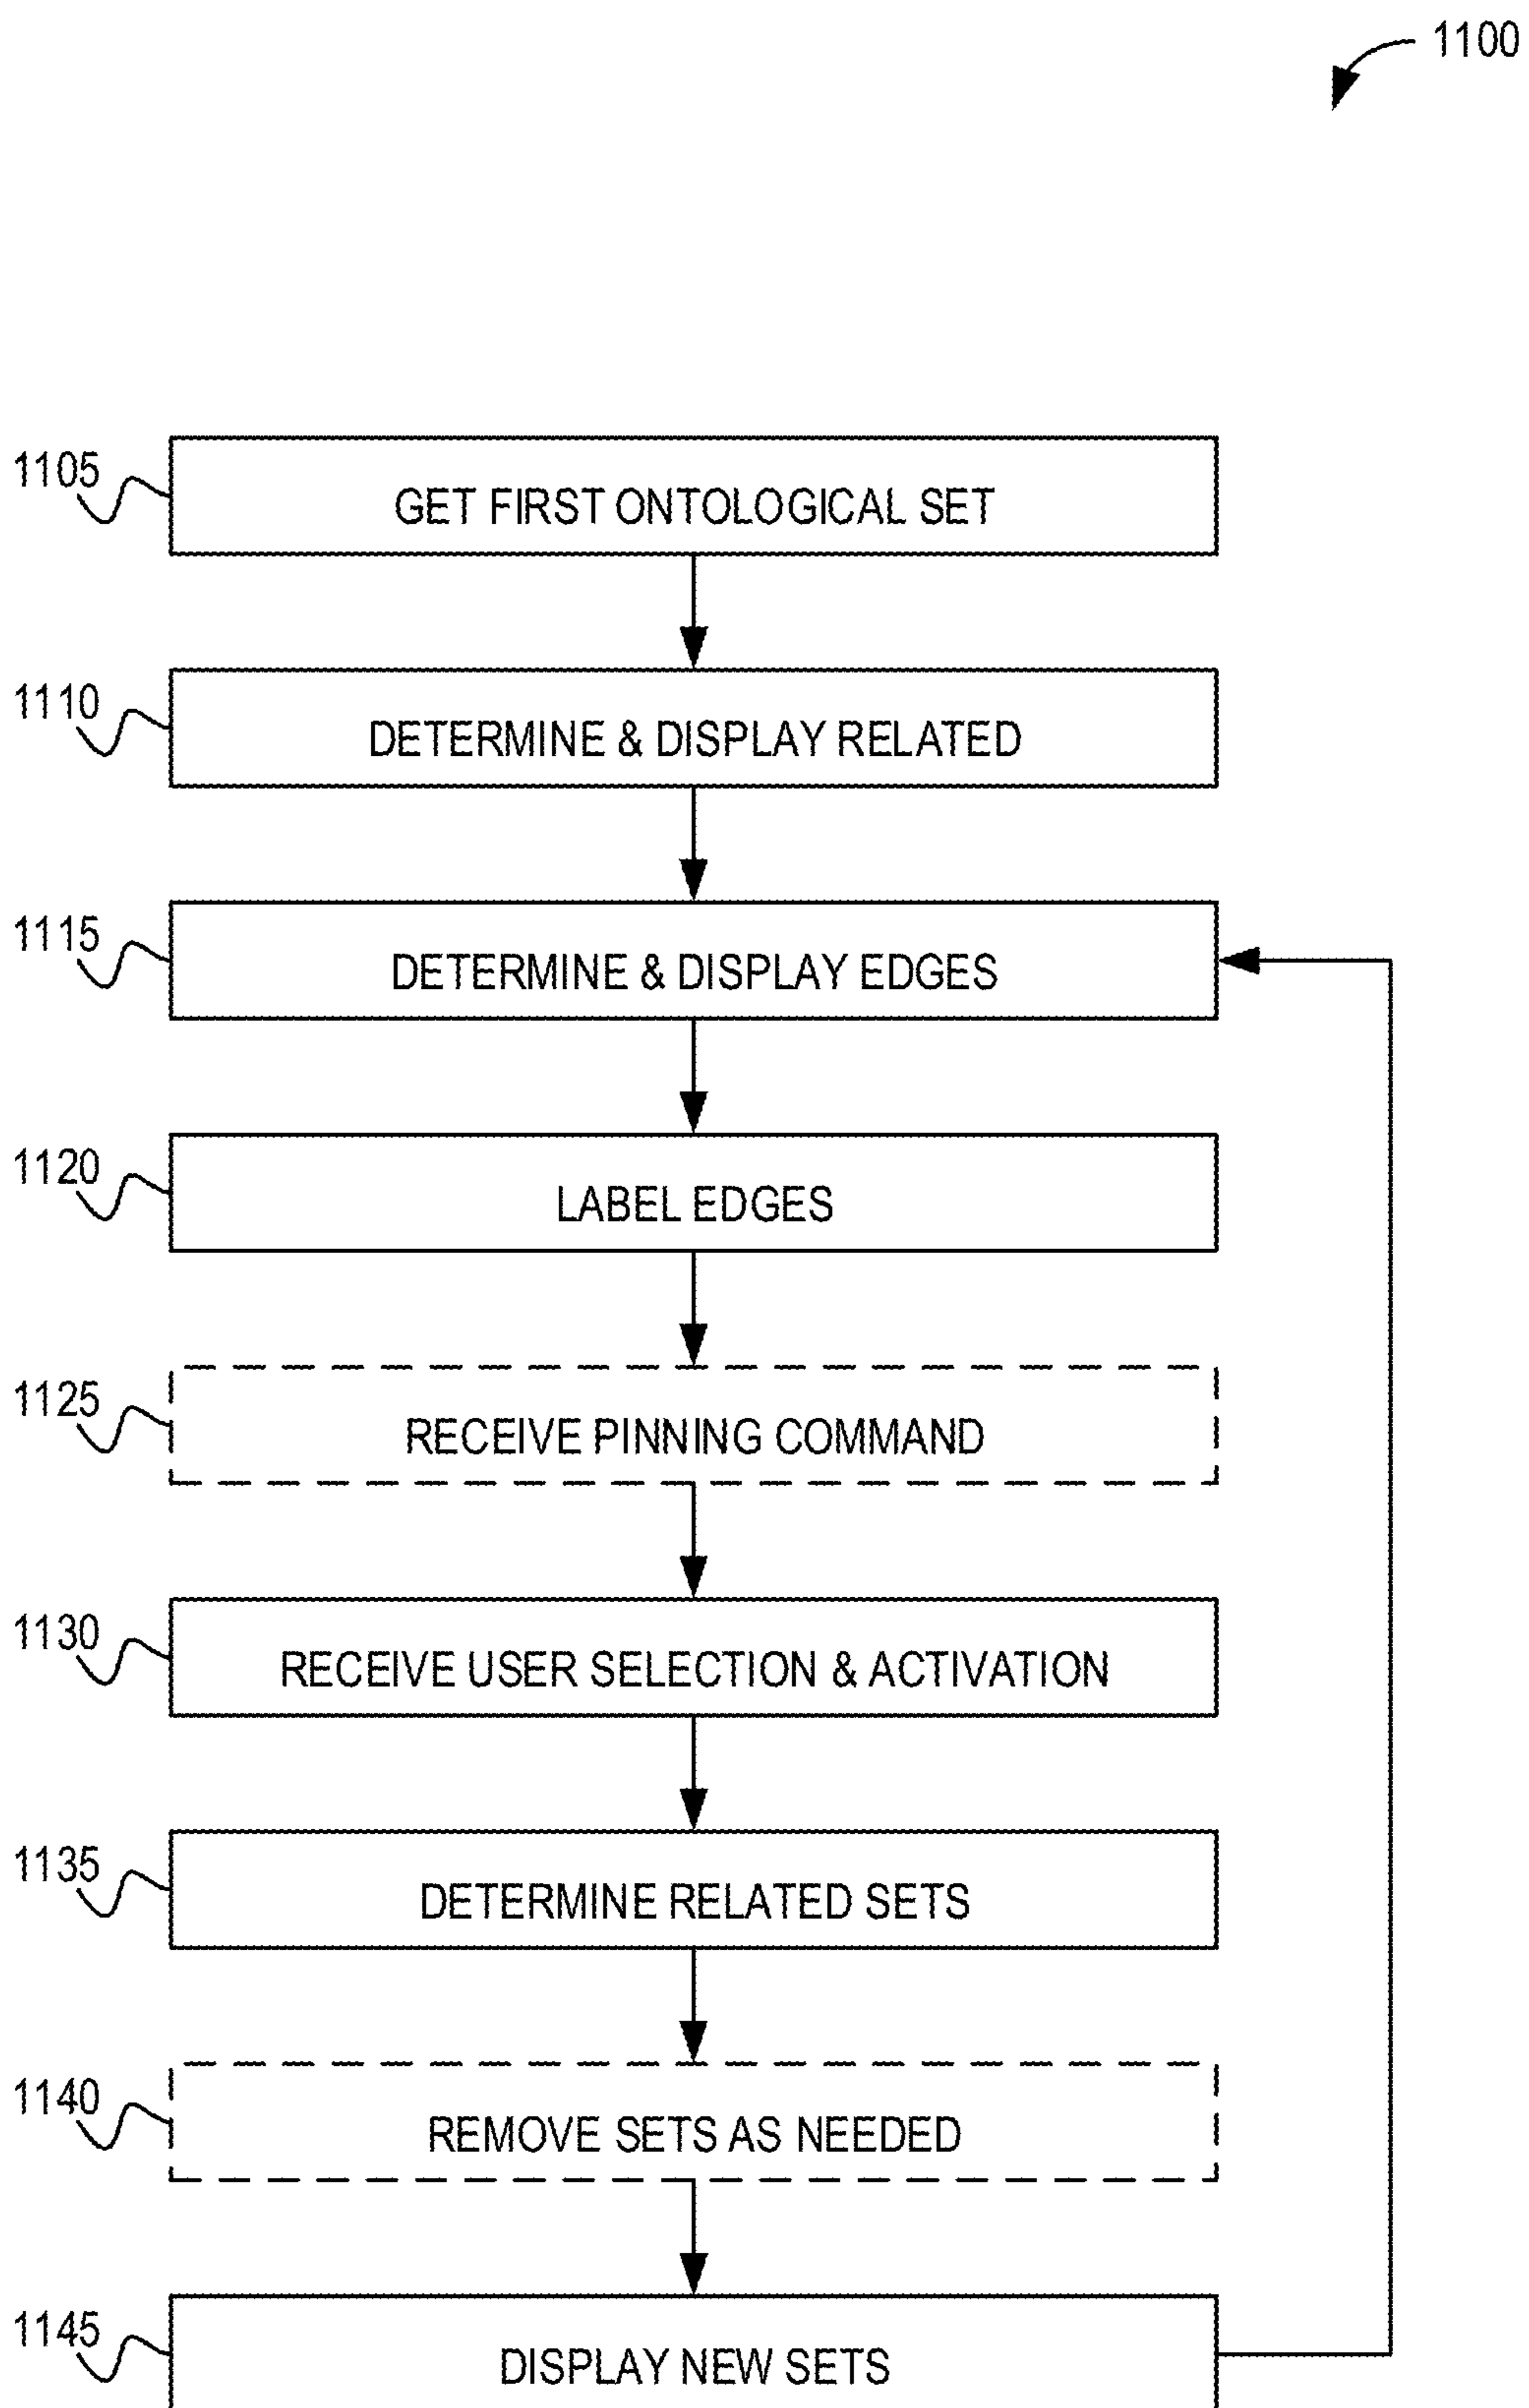 1100
1105
GET FIRST ONTOLOGICAL SET
1110
DETERMINE & DISPLAY RELATED
1115
DETERMINE & DISPLAY EDGES
1120
LABEL EDGES
1125
RECEIVE PINNING COMMAND
1130
RECEIVE USER SELECTION & ACTIVATION
1135
DETERMINE RELATED SETS
1140
REMOVE SETS AS NEEDED
1145
DISPLAY NEW SETS